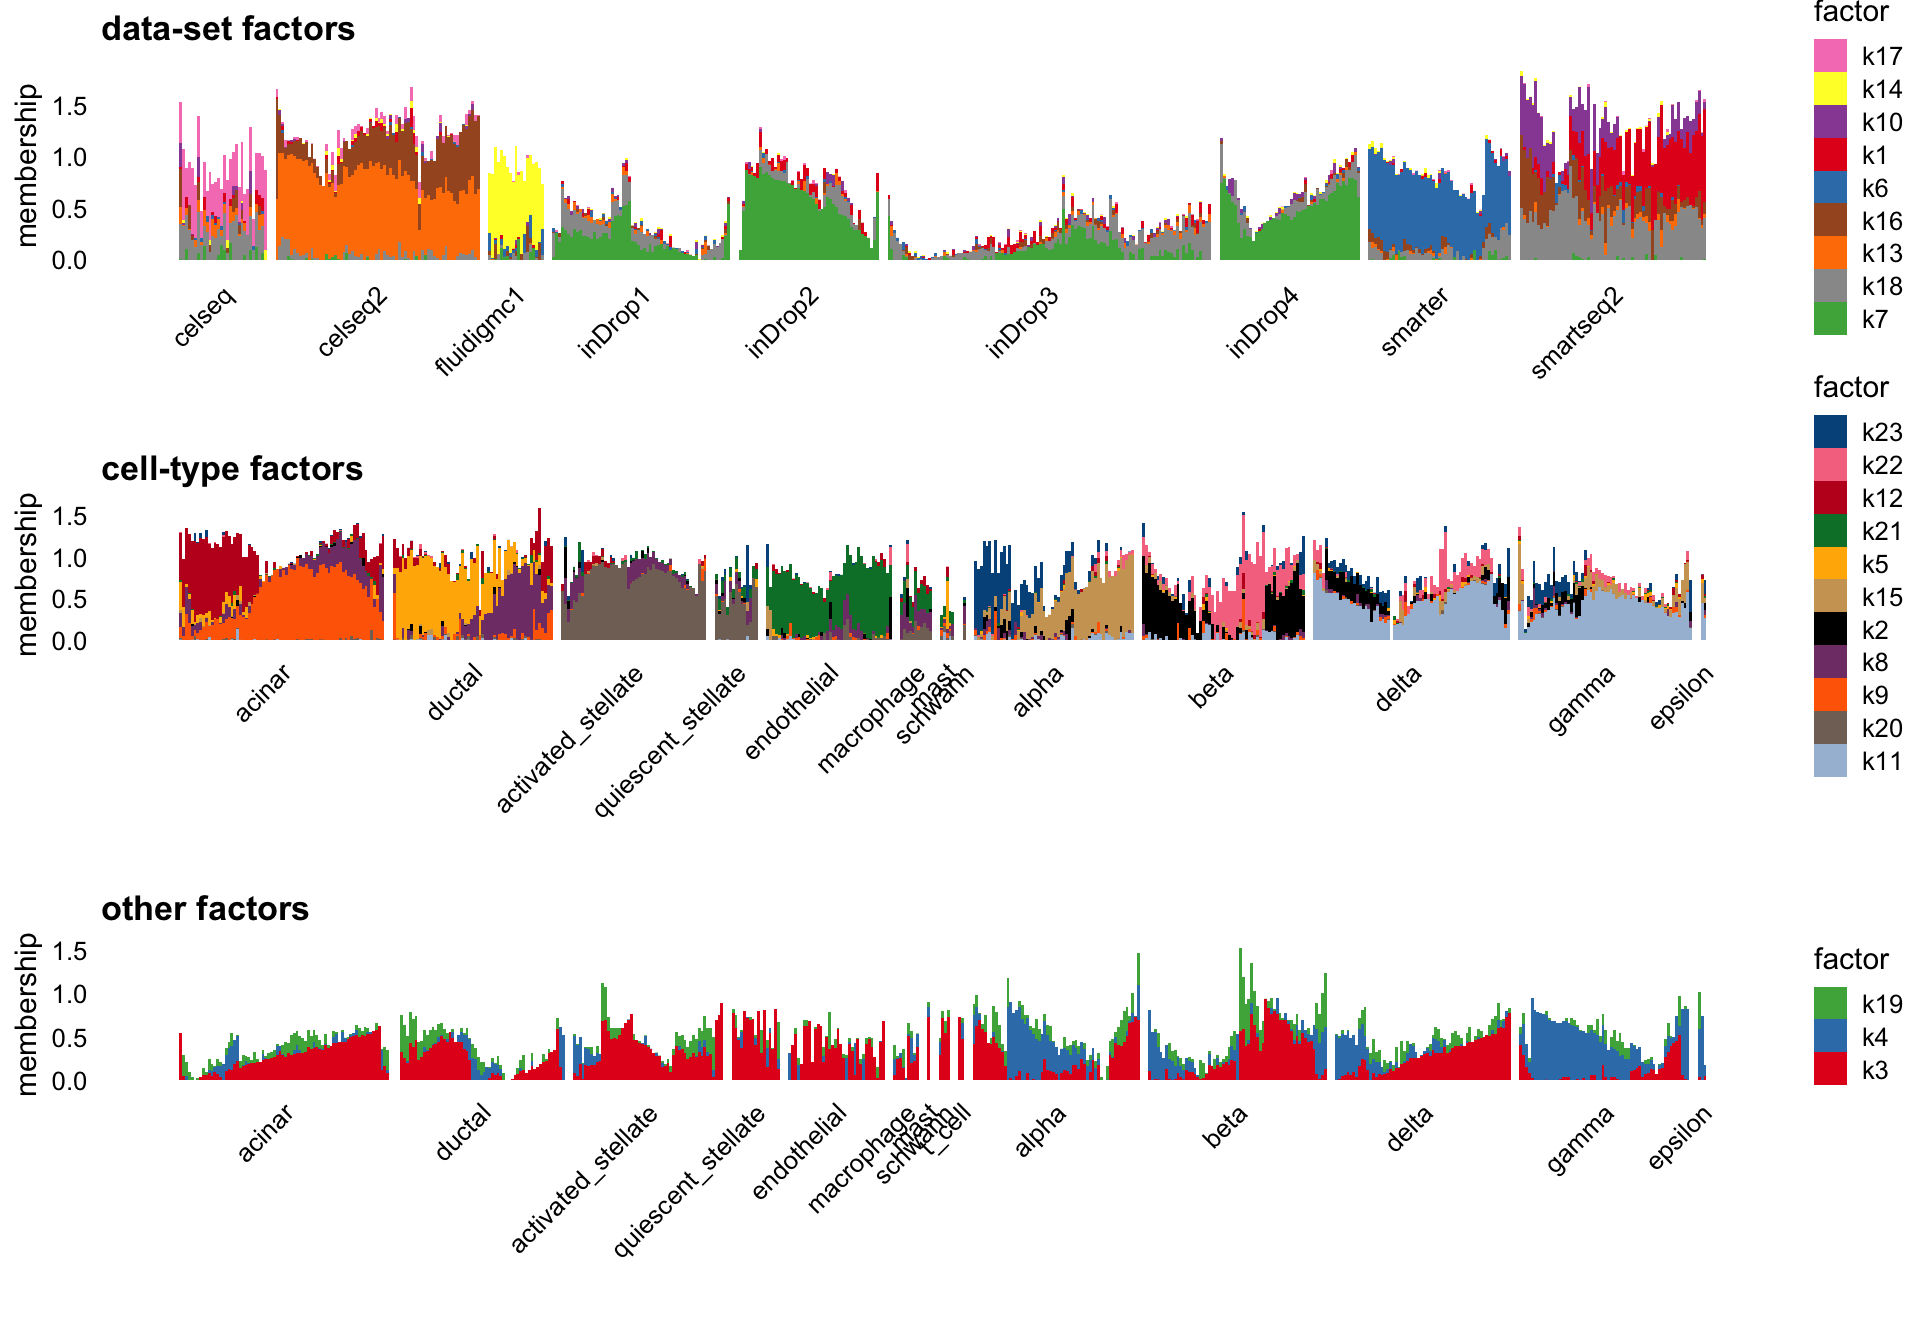 data-set factors
membership
1.5
1.0
0.5
0.0
celseq
celseq2
fluidigmc1
inDrop1
inDrop2
inDrop3
inDrop4
smarter
smartseq2
factor
k17
k14
k10
k1
k6
k16
k13
k18
k7
cell-type factors
membership
1.5
1.0
0.5
0.0
acinar
ductal
activated_stellate
quiescent_stellate
endothelial
macrophage
mast
schwann
alpha
beta
delta
gamma
epsilon
factor
k23
k22
k12
k21
k5
k15
k2
k8
k9
k20
k11
other factors
membership
1.5
1.0
0.5
0.0
acinar
ductal
activated_stellate
quiescent_stellate
endothelial
macrophage
mast
schwann
t_cell
alpha
beta
delta
gamma
epsilon
factor
k19
k4
k3